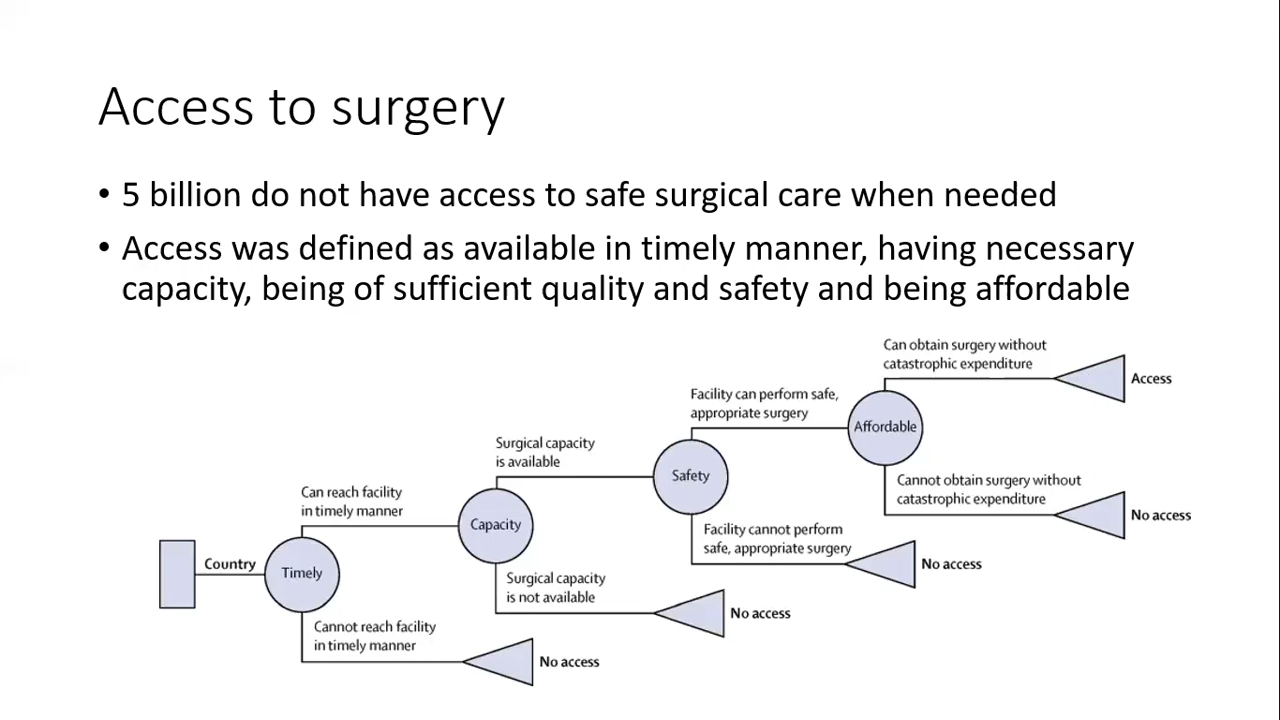 Access to surgery
• 5 billion do not have access to safe surgical care when needed
• Access was defined as available in timely manner, having necessary
capacity, being of sufficient quality and safety and being affordable
Can obtain surgery without
catastrophic expenditure
Access
Facility can perform safe,
appropriate surgery
Affordable
Surgical capacity
is available
Safety
Cannot obtain surgery without
catastrophic expenditure
No access
Can reach facility
in timely manner
Capacity
Facility cannot perform
safe, appropriate surgery
No access
Country
Timely
Surgical capacity
is not available
No access
Cannot reach facility
in timely manner
No access